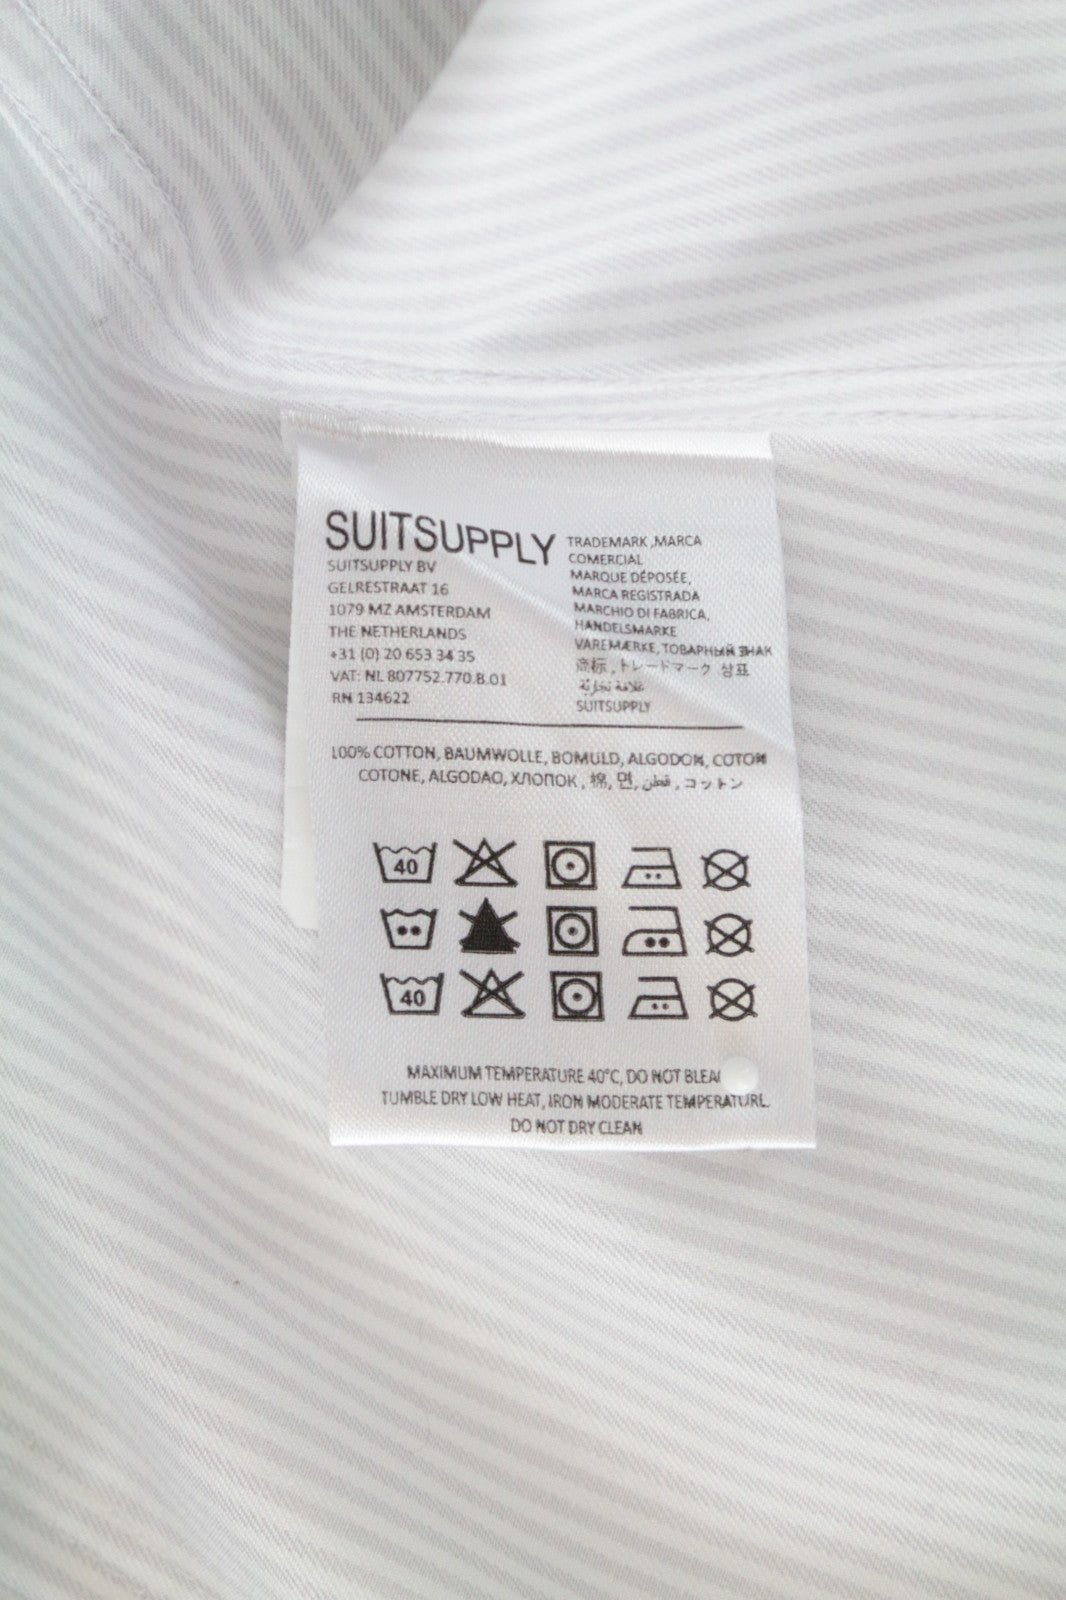 SUITSUPPLY
SUITSUPPLY BV
GELRESTRAAT 16
1079 MZ AMSTERDAM
THE NETHERLANDS
+31 (0) 20 653 34 35
VAT: NL 807752.770.B.01
RN 134622
TRADEMARK ,MARCA
COMERCIAL
MARQUE DÉPOSÉE,
MARCA REGISTRADA
MARCHIO DI FABRICA,
HANDELSMARKE
VAREMÆRKE, ТОВАРНЫЙ ЗНАК
商标 , トレードマーク 상표
علامة تجارية
SUITSUPPLY
100% COTTON, BAUMWOLLE, BOMULD, ALGODON, COTON
COTONE, ALGODAO, ХЛОПОК , 棉, 면, قطن , コットン
40
40
MAXIMUM TEMPERATURE 40°C, DO NOT
TUMBLE DRY LOW HEAT, IRON MODERATE TEMPERATURE.
DO NOT DRY CLEAN